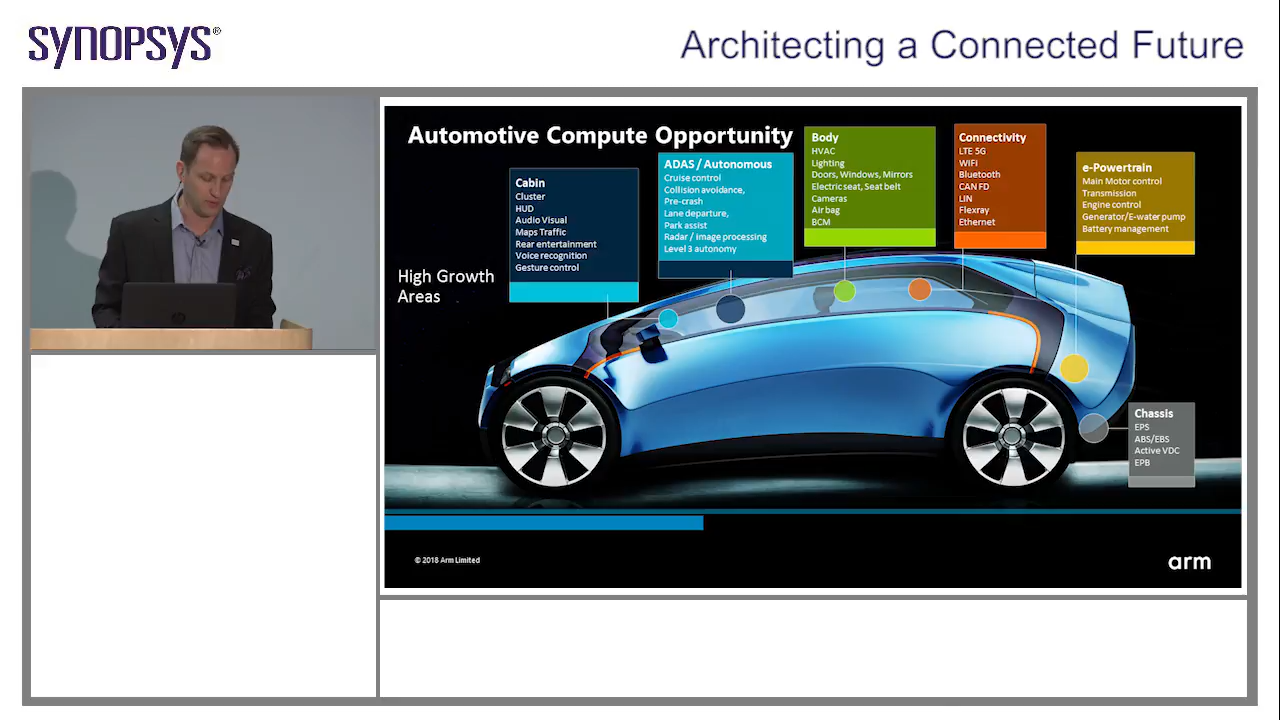 SYNOPSYS®
Architecting a Connected Future
Automotive Compute Opportunity
High Growth
Areas
Cabin
Cluster
HUD
Audio Visual
Maps Traffic
Rear entertainment
Voice recognition
Gesture control
ADAS / Autonomous
Cruise control
Collision avoidance,
Pre-crash
Lane departure,
Park assist
Radar / image processing
Level 3 autonomy
Body
HVAC
Lighting
Doors, Windows, Mirrors
Electric seat, Seat belt
Cameras
Air bag
BCM
Connectivity
LTE 5G
WIFI
Bluetooth
CAN FD
LIN
Flexray
Ethernet
e-Powertrain
Main Motor control
Transmission
Engine control
Generator/E-water pump
Battery management
Chassis
EPS
ABS/EBS
Active VDC
EPB
© 2018 Arm Limited
arm